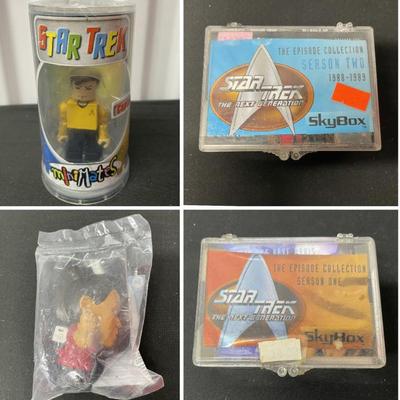 STAR TREK
MINIMATES
THE EPISODE COLLECTION
SEASON TWO
1988-1989
STAR TREK
THE NEXT GENERATION
SKYBOX
THE EPISODE COLLECTION
SEASON ONE
STAR TREK
THE NEXT GENERATION
SKYBOX